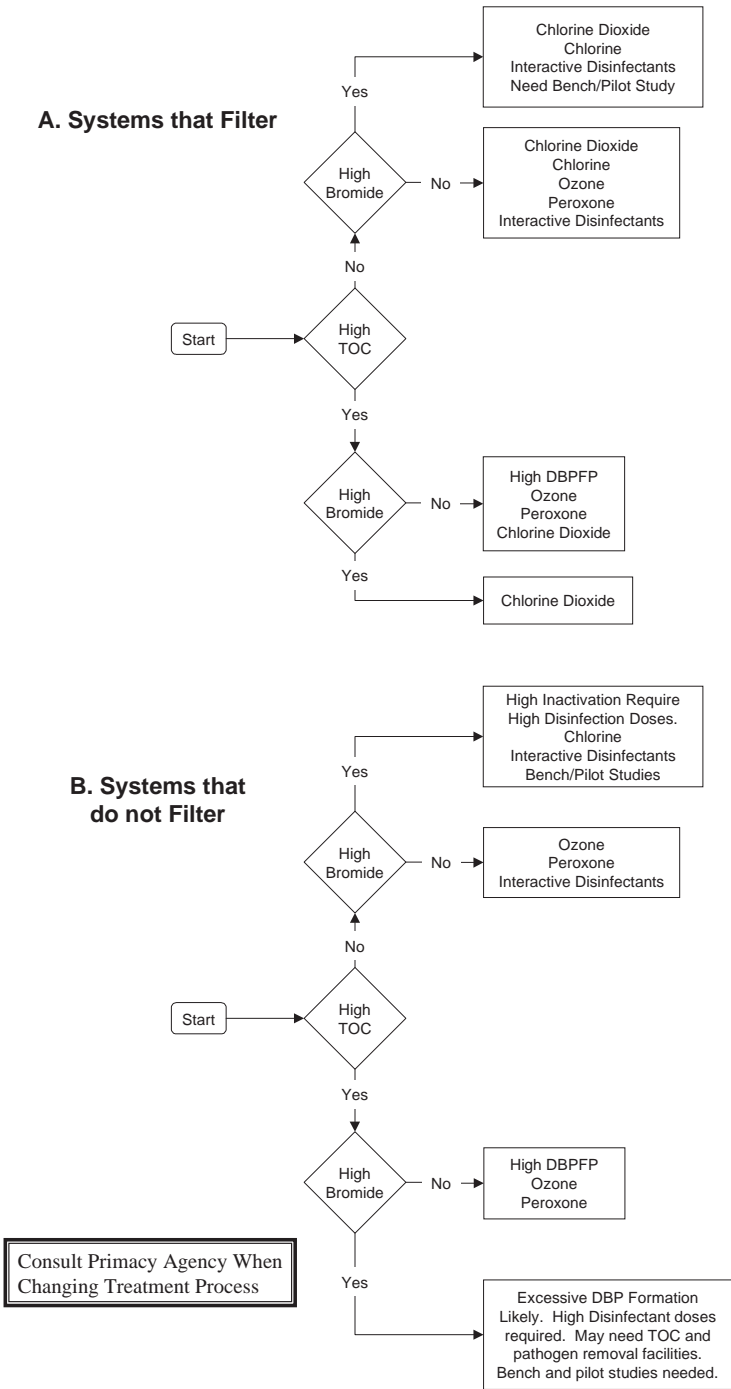 A. Systems that Filter
Chlorine Dioxide
Chlorine
Interactive Disinfectants
Need Bench/Pilot Study
Yes
High
Bromide
No
Chlorine Dioxide
Chlorine
Ozone
Peroxone
Interactive Disinfectants
No
Start
High
TOC
Yes
High
Bromide
No
High DBPFP
Ozone
Peroxone
Chlorine Dioxide
Yes
Chlorine Dioxide
B. Systems that
do not Filter
High Inactivation Require
High Disinfection Doses.
Chlorine
Interactive Disinfectants
Bench/Pilot Studies
Yes
High
Bromide
No
Ozone
Peroxone
Interactive Disinfectants
No
Start
High
TOC
Yes
High
Bromide
No
High DBPFP
Ozone
Peroxone
Yes
Excessive DBP Formation
Likely. High Disinfectant doses
required. May need TOC and
pathogen removal facilities.
Bench and pilot studies needed.
Consult Primacy Agency When
Changing Treatment Process